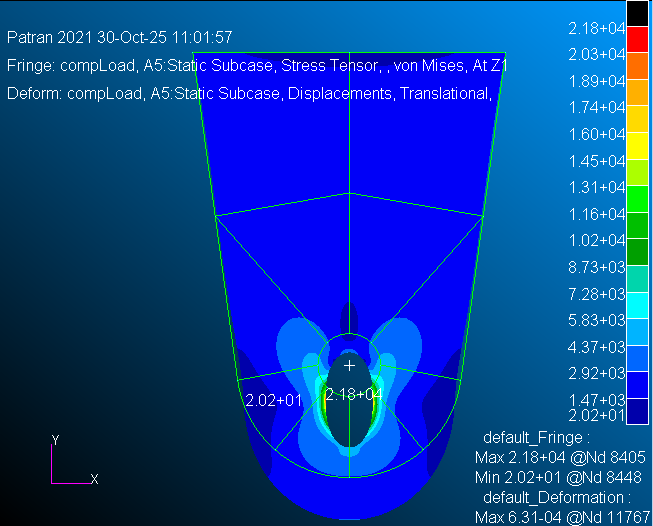 Patran 2021 30-Oct-25 11:01:57
Fringe: compLoad, A5:Static Subcase, Stress Tensor, , von Mises, At Z1
Deform: compLoad, A5:Static Subcase, Displacements, Translational,
2.18+04
2.03+04
1.89+04
1.74+04
1.60+04
1.45+04
1.31+04
1.16+04
1.02+04
8.73+03
7.28+03
5.83+03
4.37+03
2.92+03
1.47+03
2.02+01
2.18+04
2.02+01
Y
X
default_Fringe :
Max 2.18+04 @Nd 8405
Min 2.02+01 @Nd 8448
default_Deformation :
Max 6.31-04 @Nd 11767